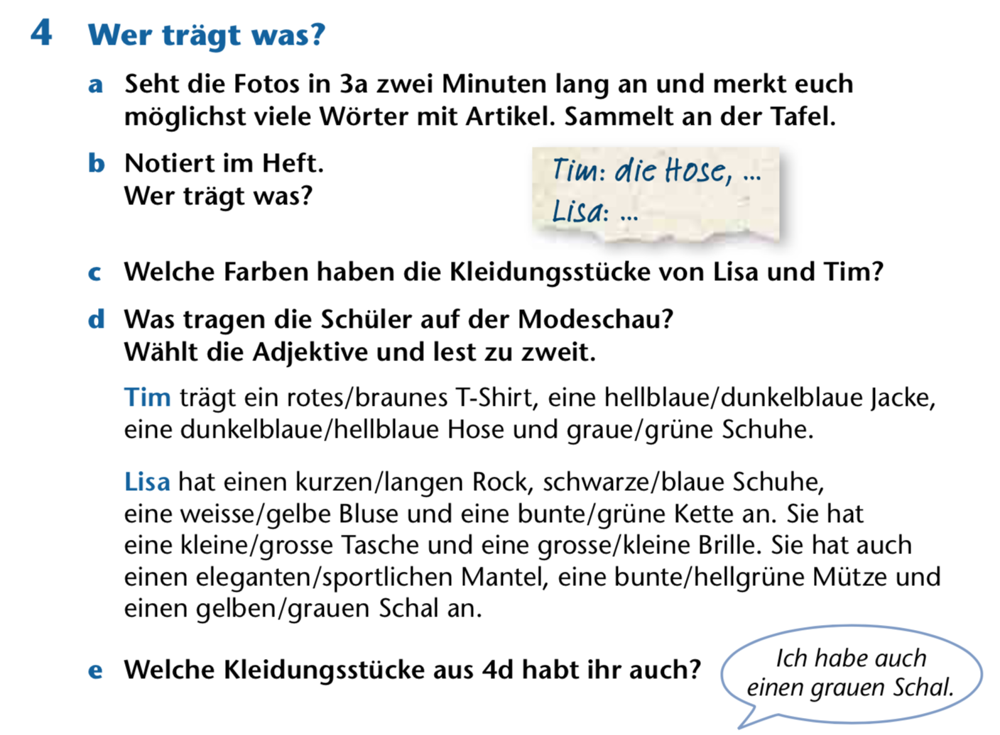 4 Wer trägt was?
a Seht die Fotos in 3a zwei Minuten lang an und merkt euch
möglichst viele Wörter mit Artikel. Sammelt an der Tafel.
b Notiert im Heft.
Wer trägt was?
Tim: die Hose, ...
Lisa: ...
c Welche Farben haben die Kleidungsstücke von Lisa und Tim?
d Was tragen die Schüler auf der Modeschau?
Wählt die Adjektive und lest zu zweit.
Tim trägt ein rotes/braunes T-Shirt, eine hellblaue/dunkelblaue Jacke,
eine dunkelblaue/hellblaue Hose und graue/grüne Schuhe.
Lisa hat einen kurzen/langen Rock, schwarze/blaue Schuhe,
eine weisse/gelbe Bluse und eine bunte/grüne Kette an. Sie hat
eine kleine/grosse Tasche und eine grosse/kleine Brille. Sie hat auch
einen eleganten/sportlichen Mantel, eine bunte/hellgrüne Mütze und
einen gelben/grauen Schal an.
e Welche Kleidungsstücke aus 4d habt ihr auch?
Ich habe auch
einen grauen Schal.